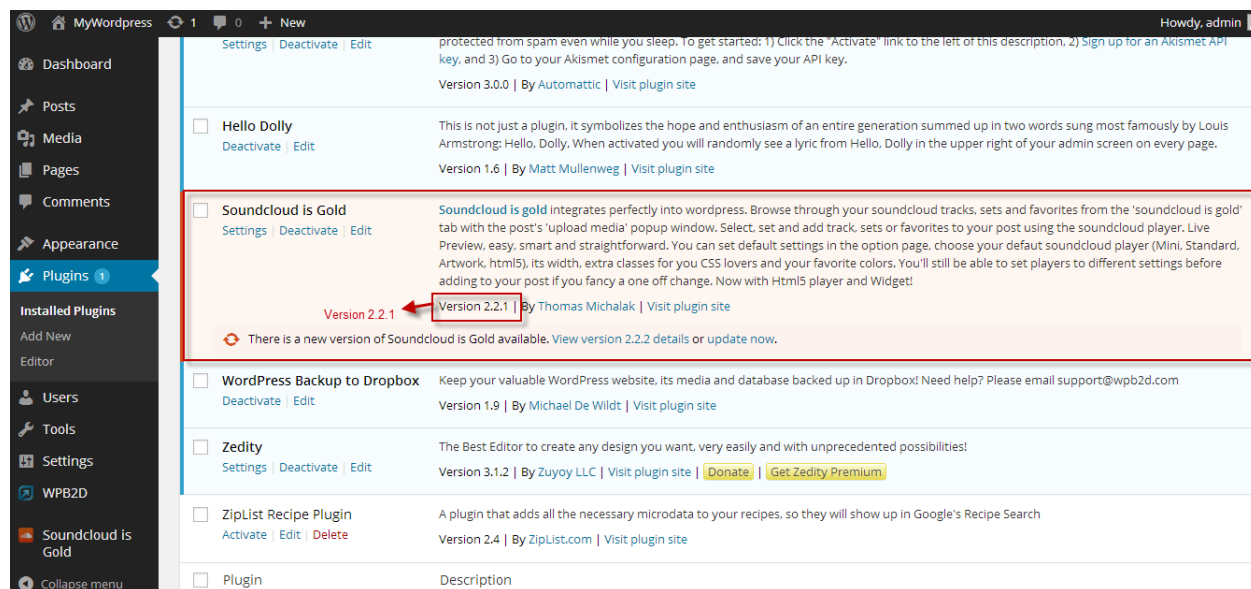 MyWordpress 1 0 + New Howdy, admin
Dashboard
Posts
Media
Pages
Comments
Appearance
Plugins 1
Installed Plugins
Add New
Editor
Users
Tools
Settings
WPB2D
Soundcloud is
Gold
Collapse menu
Settings | Deactivate | Edit
protected from spam even while you sleep. To get started: 1) Click the "Activate" link to the left of this description, 2) Sign up for an Akismet API
key, and 3) Go to your Akismet configuration page, and save your API key.
Version 3.0.0 | By Automattic | Visit plugin site
Hello Dolly
Deactivate | Edit
This is not just a plugin, it symbolizes the hope and enthusiasm of an entire generation summed up in two words sung most famously by Louis
Armstrong: Hello, Dolly. When activated you will randomly see a lyric from Hello, Dolly in the upper right of your admin screen on every page.
Version 1.6 | By Matt Mullenweg | Visit plugin site
Soundcloud is Gold
Settings | Deactivate | Edit
Soundcloud is gold integrates perfectly into wordpress. Browse through your soundcloud tracks, sets and favorites from the 'soundcloud is gold'
tab with the post's 'upload media' popup window. Select, set and add track, sets or favorites to your post using the soundcloud player. Live
Preview, easy, smart and straightforward. You can set default settings in the option page, choose your defaut soundcloud player (Mini, Standard,
Artwork, html5), its width, extra classes for you CSS lovers and your favorite colors. You'll still be able to set players to different settings before
adding to your post if you fancy a one off change. Now with Html5 player and Widget!
Version 2.2.1 | By Thomas Michalak | Visit plugin site
Version 2.2.1
There is a new version of Soundcloud is Gold available. View version 2.2.2 details or update now.
WordPress Backup to Dropbox
Deactivate | Edit
Keep your valuable WordPress website, its media and database backed up in Dropbox! Need help? Please email support@wpb2d.com
Version 1.9 | By Michael De Wildt | Visit plugin site
Zedity
Settings | Deactivate | Edit
The Best Editor to create any design you want, very easily and with unprecedented possibilities!
Version 3.1.2 | By Zuyoy LLC | Visit plugin site | Donate | Get Zedity Premium
ZipList Recipe Plugin
Activate | Edit | Delete
A plugin that adds all the necessary microdata to your recipes, so they will show up in Google's Recipe Search
Version 2.4 | By ZipList.com | Visit plugin site
Plugin Description